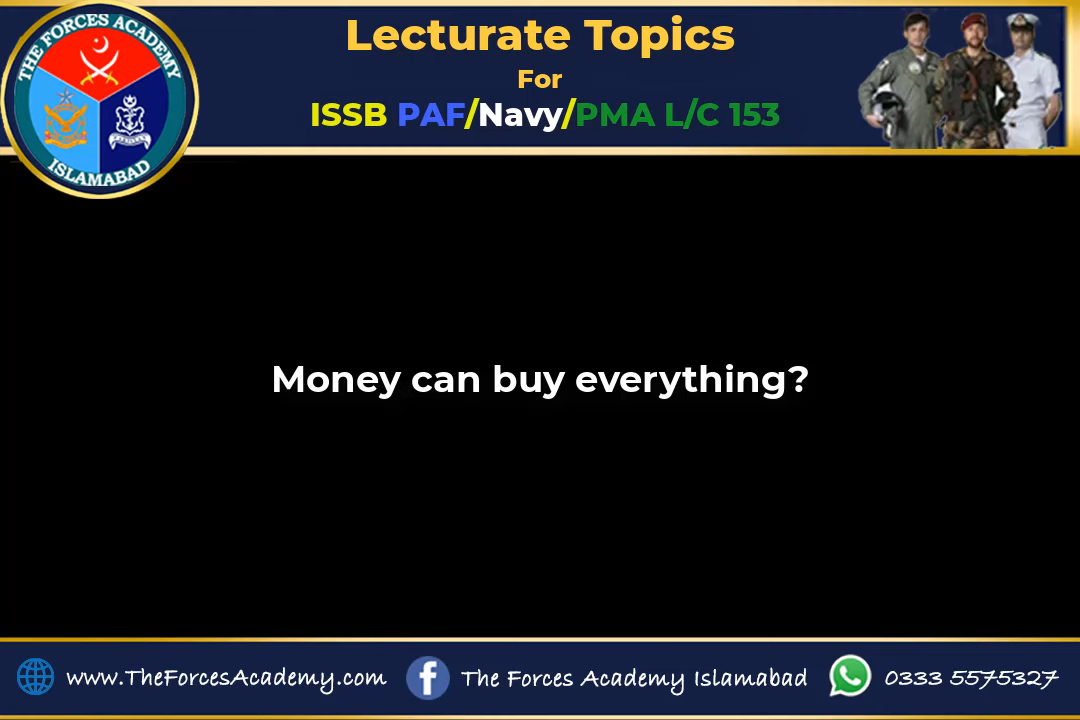 THE FORCES ACADEMY
ISLAMABAD
Lecturate Topics
For
ISSB PAF/Navy/PMA L/C 153
Money can buy everything?
www.TheForcesAcademy.com The Forces Academy Islamabad 0333 5575327